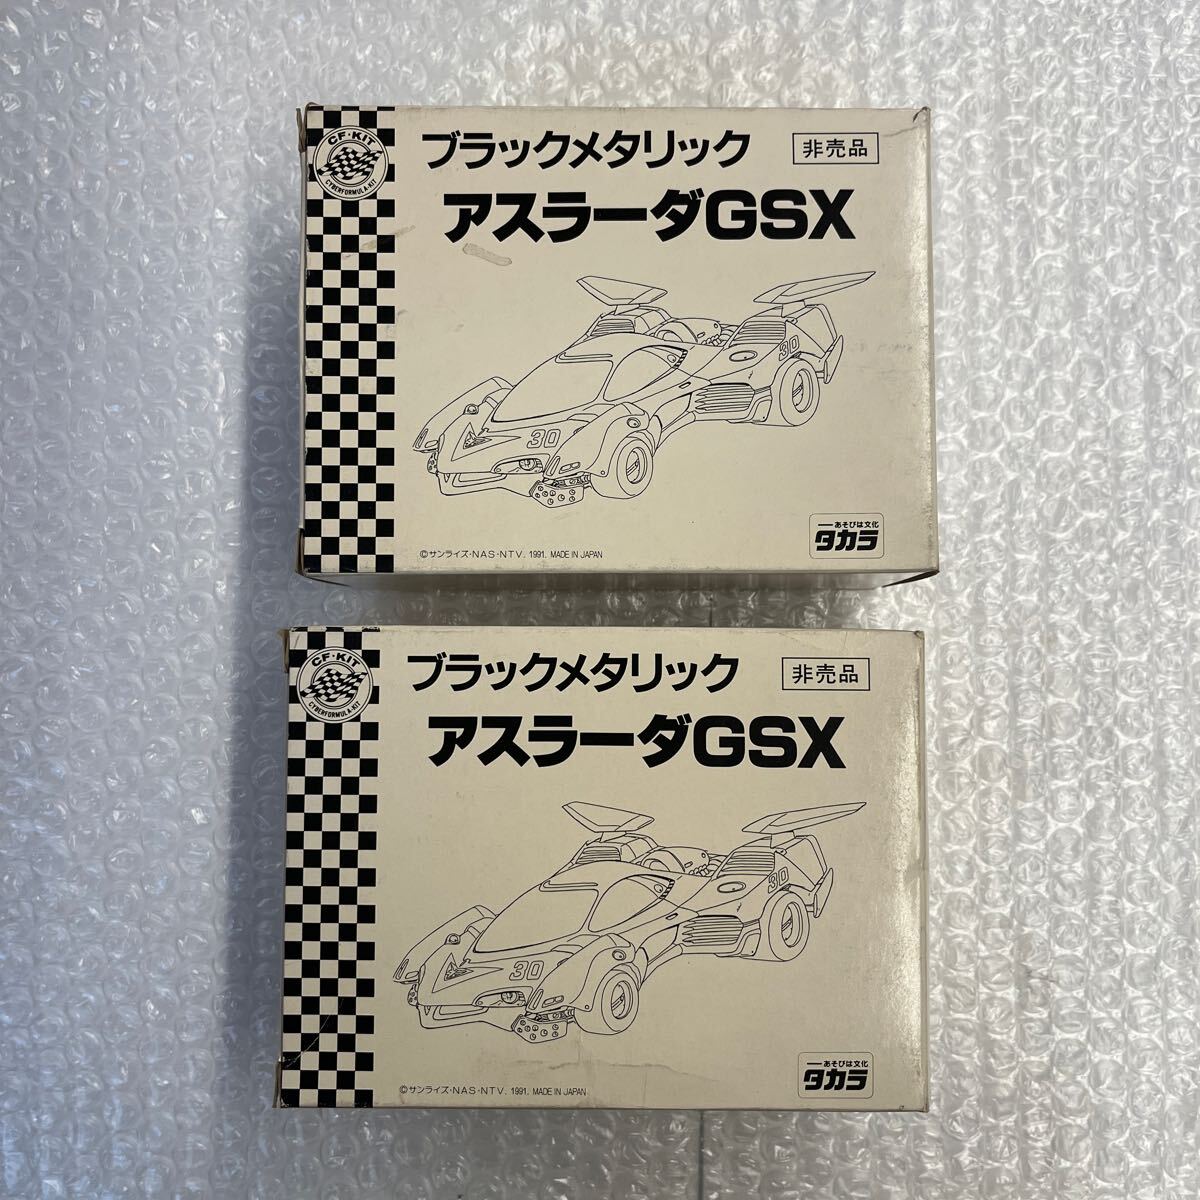 CF・KIT
CYBERFORMULA-KIT
ブラックメタリック
非売品
アスラーダGSX
30
30
©サンライズ・NAS・NTV. 1991. MADE IN JAPAN
あそびは文化
タカラ
CF・KIT
CYBERFORMULA-KIT
ブラックメタリック
非売品
アスラーダGSX
30
30
©サンライズ・NAS・NTV. 1991. MADE IN JAPAN
あそびは文化
タカラ